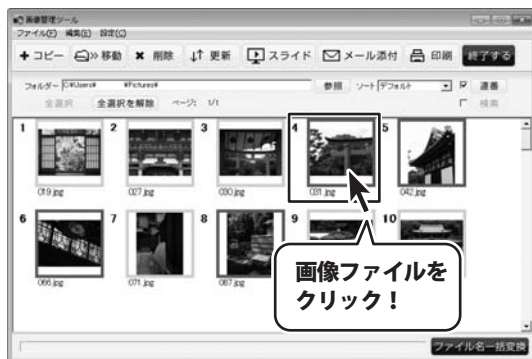 画像管理ツール
ファイル(F) 編集(E) 設定(C)
コピー 移動 削除 更新 スライド メール添付 印刷 終了する
フォルダー C:¥Users¥ ¥Pictures¥ 参照 ソート デフォルト 連番
全選択 全選択を解除 ページ: 1/1 検索
1 2 3 4 5
019.jpg 027.jpg 030.jpg 031.jpg 042.jpg
6 7 8 9 10
066.jpg 071.jpg 087.jpg
画像ファイルを
クリック！
ファイル名一括変換